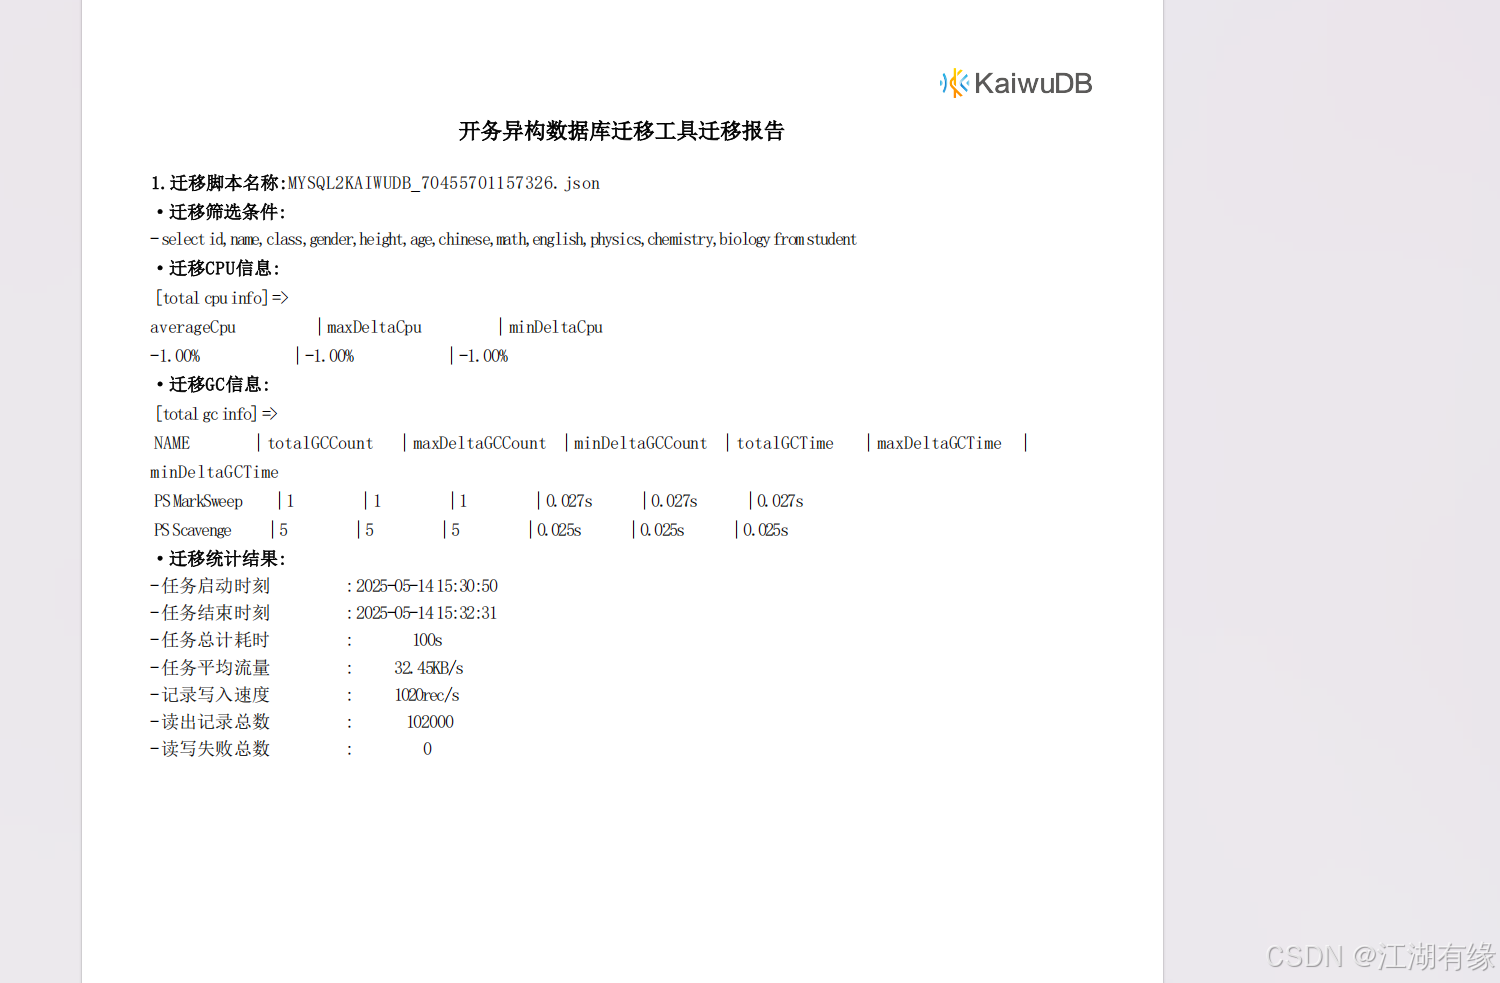 KaiwuDB
开务异构数据库迁移工具迁移报告
1.迁移脚本名称:MYSQL2KAIWUDB_70455701157326.json
•迁移筛选条件:
-select id,name,class,gender,height,age,chinese,math,english,physics,chemistry,biology from student
•迁移CPU信息:
[total cpu info]=>
averageCpu |maxDeltaCpu |minDeltaCpu
-1.00% |-1.00% |-1.00%
•迁移GC信息:
[total gc info]=>
NAME |totalGCCount |maxDeltaGCCount |minDeltaGCCount |totalGCTime |maxDeltaGCTime |
minDeltaGCTime
PS MarkSweep |1 |1 |1 |0.027s |0.027s |0.027s
PS Scavenge |5 |5 |5 |0.025s |0.025s |0.025s
•迁移统计结果:
-任务启动时刻 :2025-05-14 15:30:50
-任务结束时刻 :2025-05-14 15:32:31
-任务总计耗时 : 100s
-任务平均流量 : 32.45KB/s
-记录写入速度 : 1020rec/s
-读出记录总数 : 102000
-读写失败总数 : 0
CSDN @江湖有缘